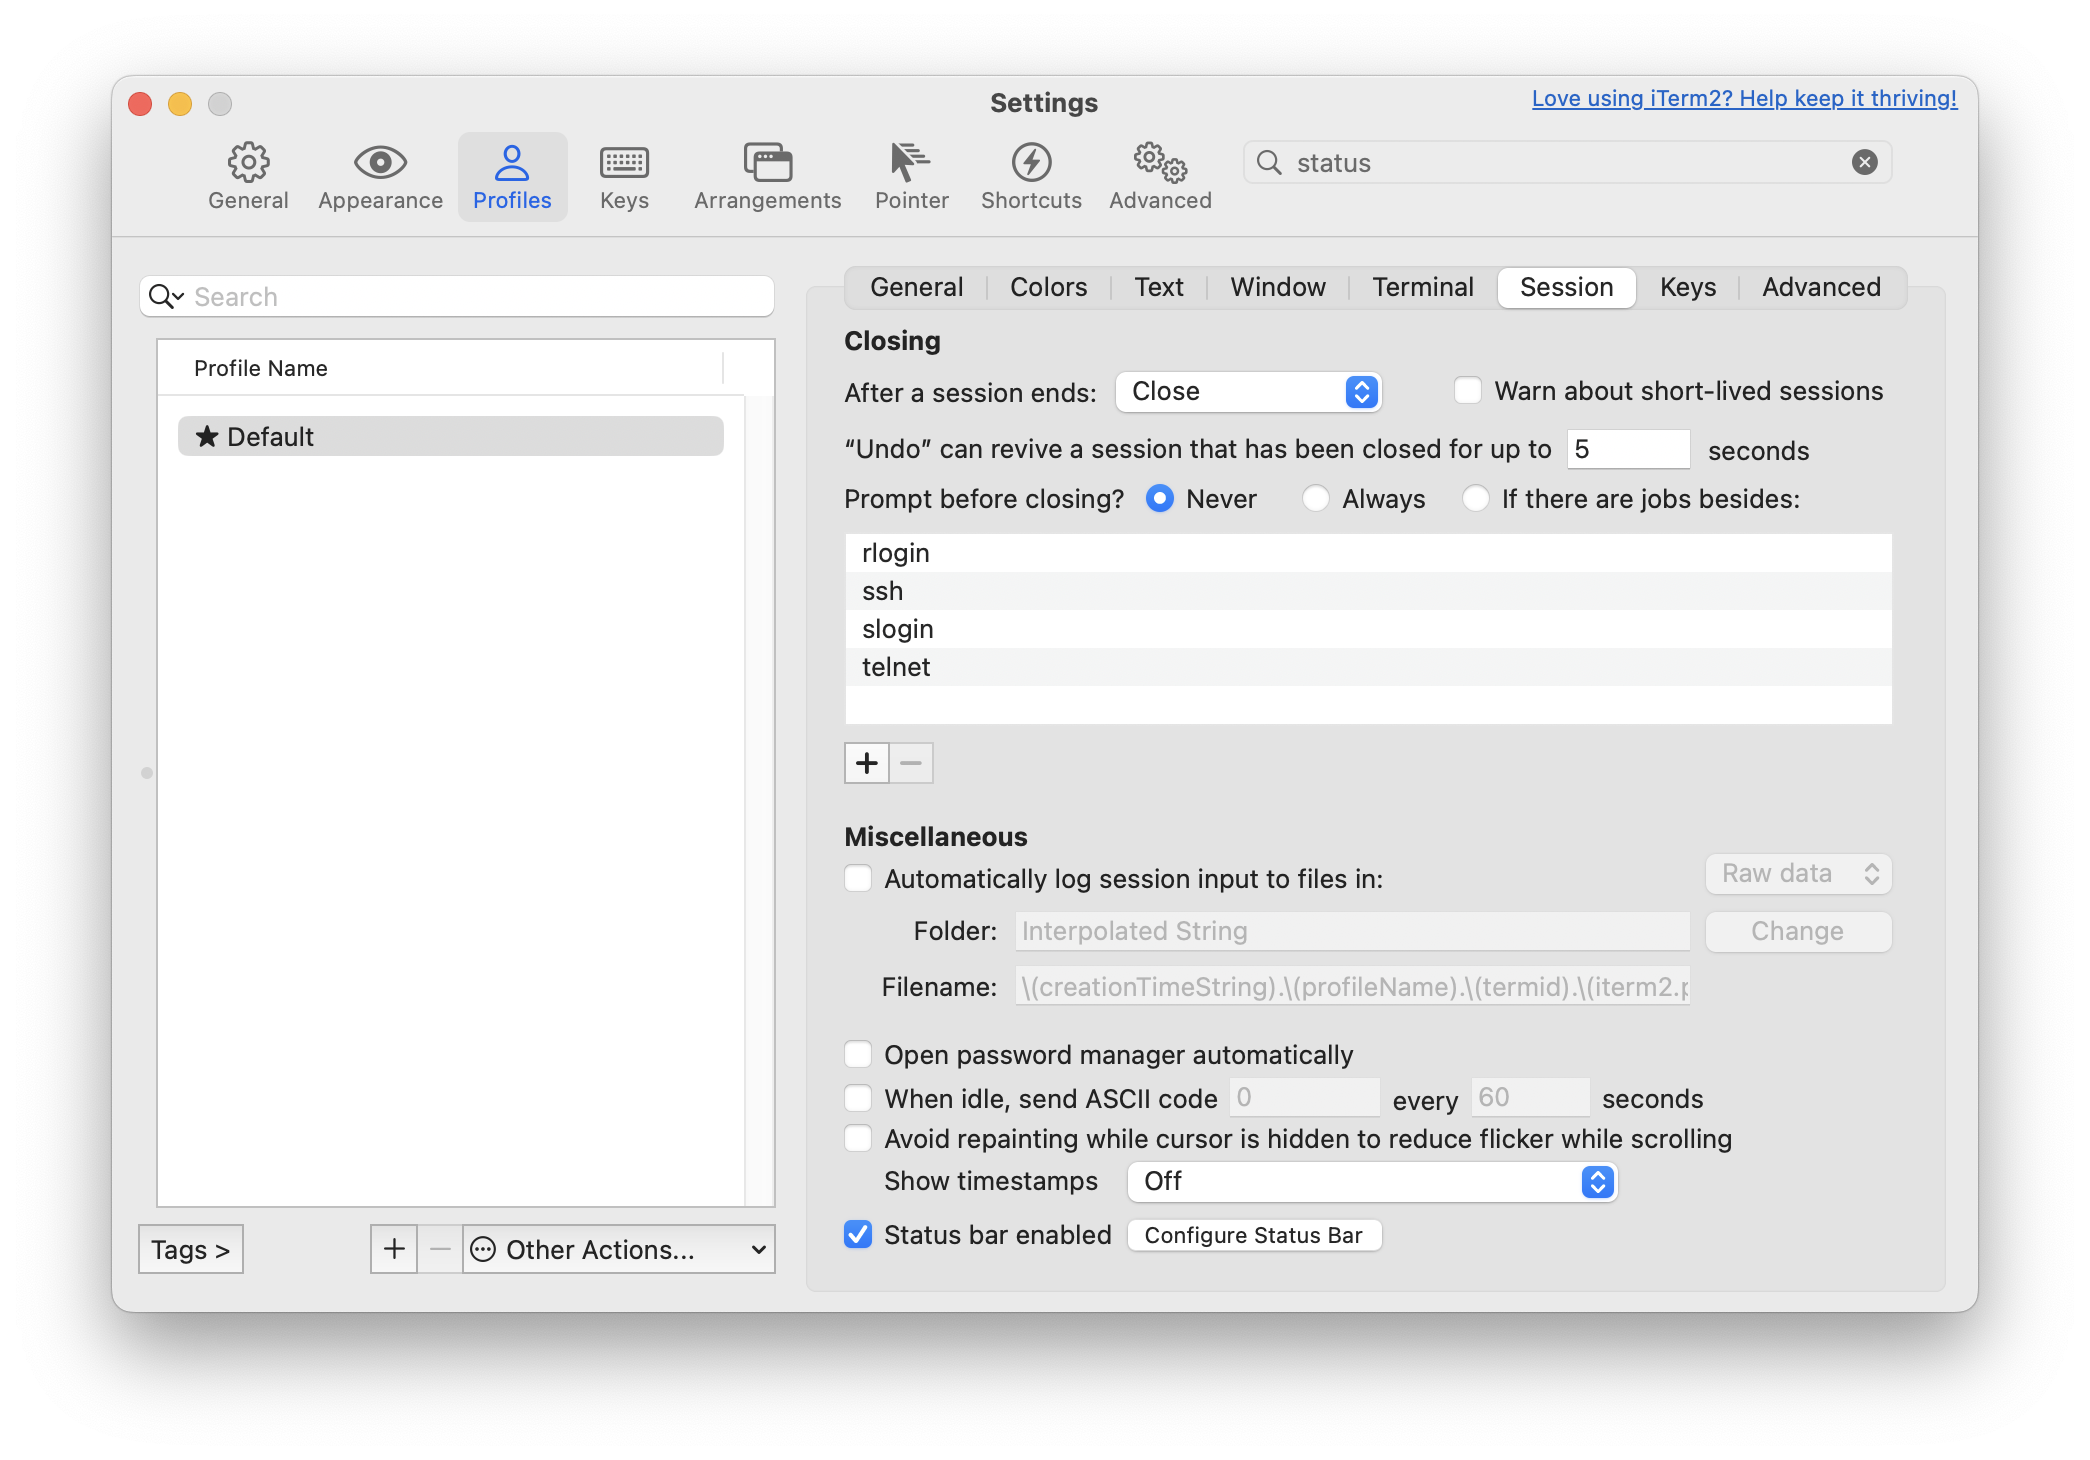 Settings
Love using iTerm2? Help keep it thriving!
General Appearance Profiles Keys Arrangements Pointer Shortcuts Advanced
status
Search
Profile Name
★ Default
Tags >
Other Actions...
General Colors Text Window Terminal Session Keys Advanced
Closing
After a session ends: Close Warn about short-lived sessions
“Undo” can revive a session that has been closed for up to 5 seconds
Prompt before closing? Never Always If there are jobs besides:
rlogin
ssh
slogin
telnet
Miscellaneous
Automatically log session input to files in: Raw data
Folder: Interpolated String Change
Filename: \(creationTimeString).\(profileName).\(termid).\(iterm2.p
Open password manager automatically
When idle, send ASCII code 0 every 60 seconds
Avoid repainting while cursor is hidden to reduce flicker while scrolling
Show timestamps Off
Status bar enabled Configure Status Bar